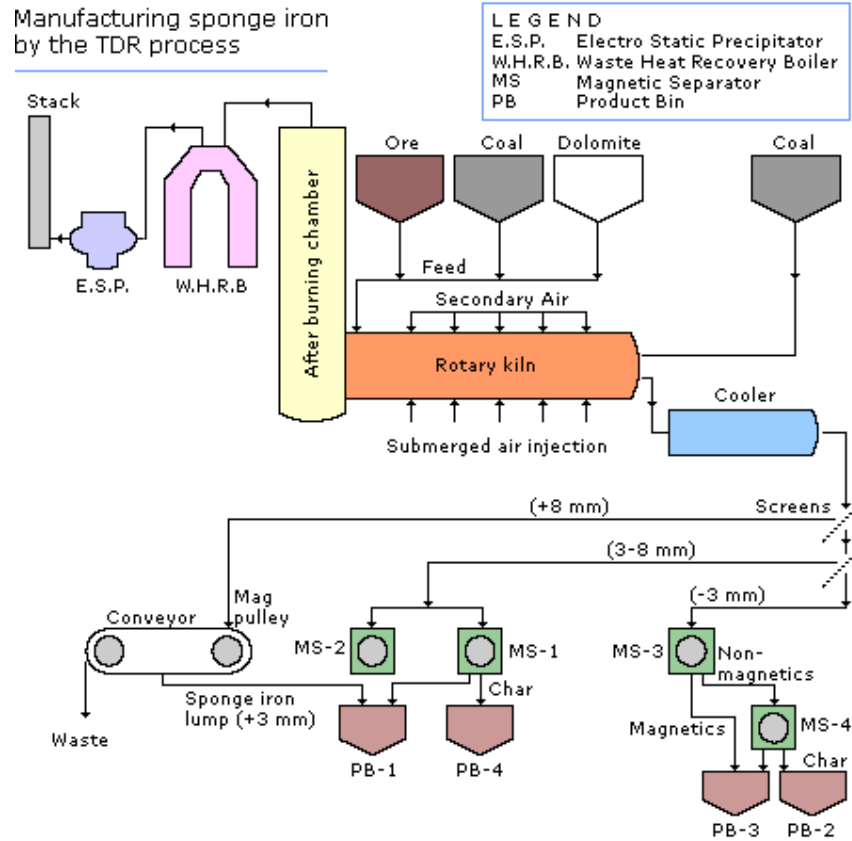 Manufacturing sponge iron
by the TDR process
L E G E N D
E.S.P. Electro Static Precipitator
W.H.R.B. Waste Heat Recovery Boiler
MS Magnetic Separator
PB Product Bin
Stack
Ore
Coal
Dolomite
Coal
After burning chamber
E.S.P.
W.H.R.B
Feed
Secondary Air
Rotary kiln
Cooler
Submerged air injection
(+8 mm)
Screens
(3-8 mm)
(-3 mm)
Conveyor
Mag
pulley
MS-2
MS-1
MS-3
Non-
magnetics
Sponge iron
lump (+3 mm)
Char
Waste
Magnetics
MS-4
Char
PB-1
PB-4
PB-3
PB-2